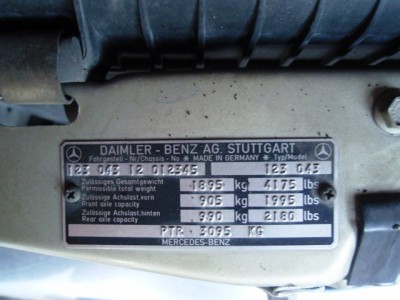 DAIMLER - BENZ AG. STUTTGART
Fahrgestell - Nr/Chassis - No * MADE IN GERMANY * Typ/Model
123 043 12 012345 123 043
Zulässiges Gesamtgewicht
Permissible total weight 1895 kg 4175 lbs
Zulässige Achslast.vorn
Front axle capacity 905 kg 1995 lbs
Zulässige Achslast.hinten
Rear axle capacity 990 kg 2180 lbs
PTR - 3095 KG
MERCEDES-BENZ